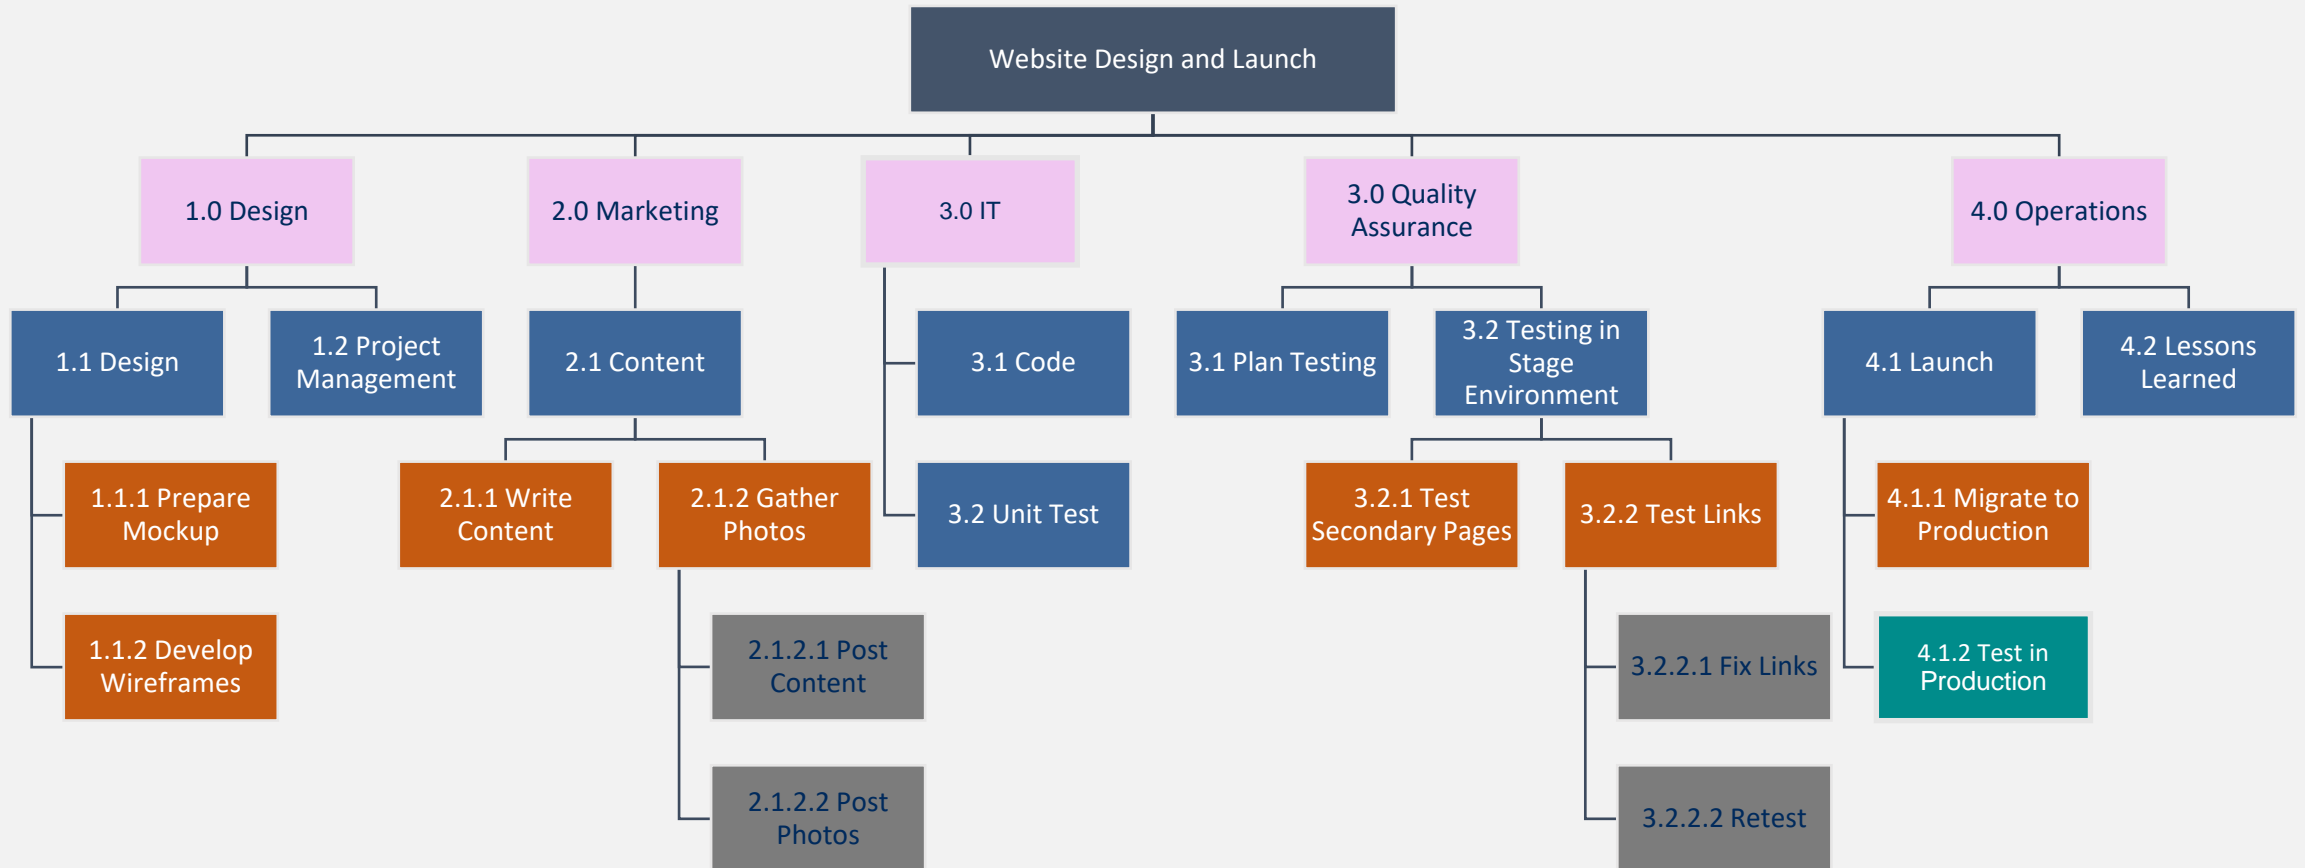 Website Design and Launch
1.0 Design
2.0 Marketing
3.0 IT
3.0 Quality
Assurance
4.0 Operations
1.1 Design
1.2 Project
Management
2.1 Content
3.1 Code
3.1 Plan Testing
3.2 Testing in
Stage
Environment
4.1 Launch
4.2 Lessons
Learned
1.1.1 Prepare
Mockup
2.1.1 Write
Content
2.1.2 Gather
Photos
3.2 Unit Test
3.2.1 Test
Secondary Pages
3.2.2 Test Links
4.1.1 Migrate to
Production
1.1.2 Develop
Wireframes
2.1.2.1 Post
Content
3.2.2.1 Fix Links
4.1.2 Test in
Production
2.1.2.2 Post
Photos
3.2.2.2 Retest